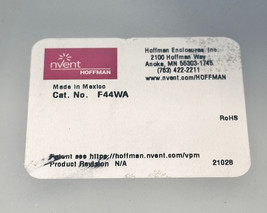 nvent
HOFFMAN
Hoffman Enclosures Inc.
2100 Hoffman Way
Anoka, MN 55303-1745
(763) 422-2211
www.nvent.com/HOFFMAN
Made in Mexico
Cat. No. F44WA
RoHS
Patent see https://hoffman.nvent.com/vpm
Product Revision N/A
21028